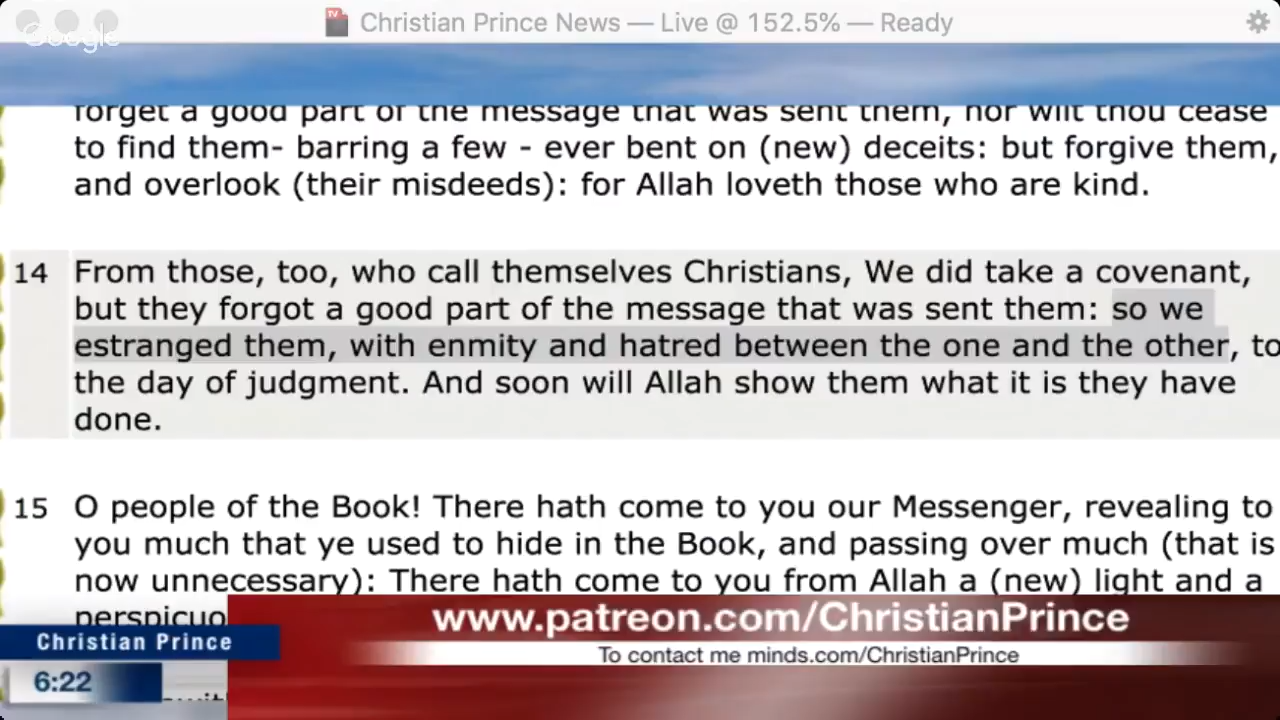 Christian Prince News — Live @ 152.5% — Ready
Google
forget a good part of the message that was sent them, nor wilt thou cease
to find them- barring a few - ever bent on (new) deceits: but forgive them,
and overlook (their misdeeds): for Allah loveth those who are kind.
14 From those, too, who call themselves Christians, We did take a covenant,
but they forgot a good part of the message that was sent them: so we
estranged them, with enmity and hatred between the one and the other, to
the day of judgment. And soon will Allah show them what it is they have
done.
15 O people of the Book! There hath come to you our Messenger, revealing to
you much that ye used to hide in the Book, and passing over much (that is
now unnecessary): There hath come to you from Allah a (new) light and a
perspicuo
www.patreon.com/ChristianPrince
Christian Prince
To contact me minds.com/ChristianPrince
6:22